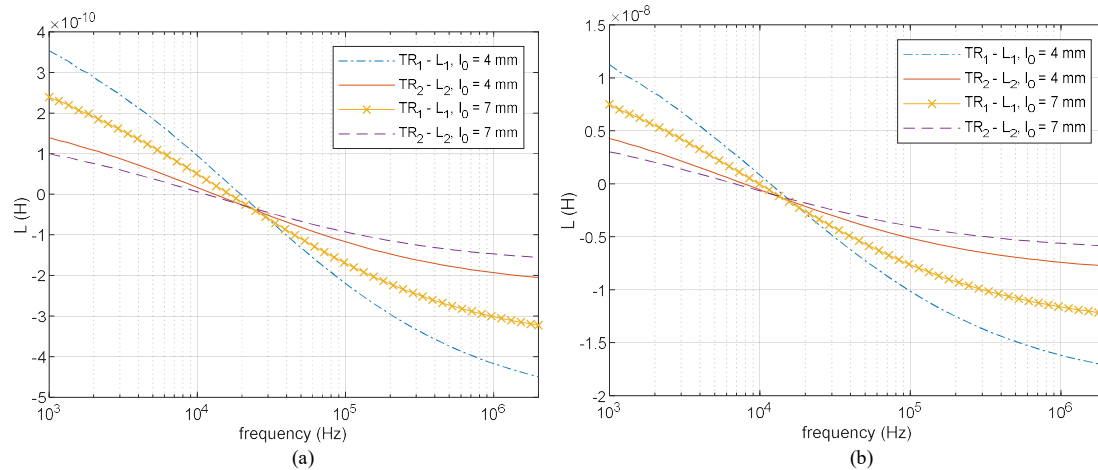 ×10⁻¹⁰
4
3
2
1
0
-1
-2
-3
-4
-5
L (H)
10³
10⁴
10⁵
10⁶
frequency (Hz)
TR₁ - L₁, l₀ = 4 mm
TR₂ - L₂, l₀ = 4 mm
TR₁ - L₁, l₀ = 7 mm
TR₂ - L₂, l₀ = 7 mm
(a)
×10⁻⁸
1.5
1
0.5
0
-0.5
-1
-1.5
-2
L (H)
10³
10⁴
10⁵
10⁶
frequency (Hz)
TR₁ - L₁, l₀ = 4 mm
TR₂ - L₂, l₀ = 4 mm
TR₁ - L₁, l₀ = 7 mm
TR₂ - L₂, l₀ = 7 mm
(b)